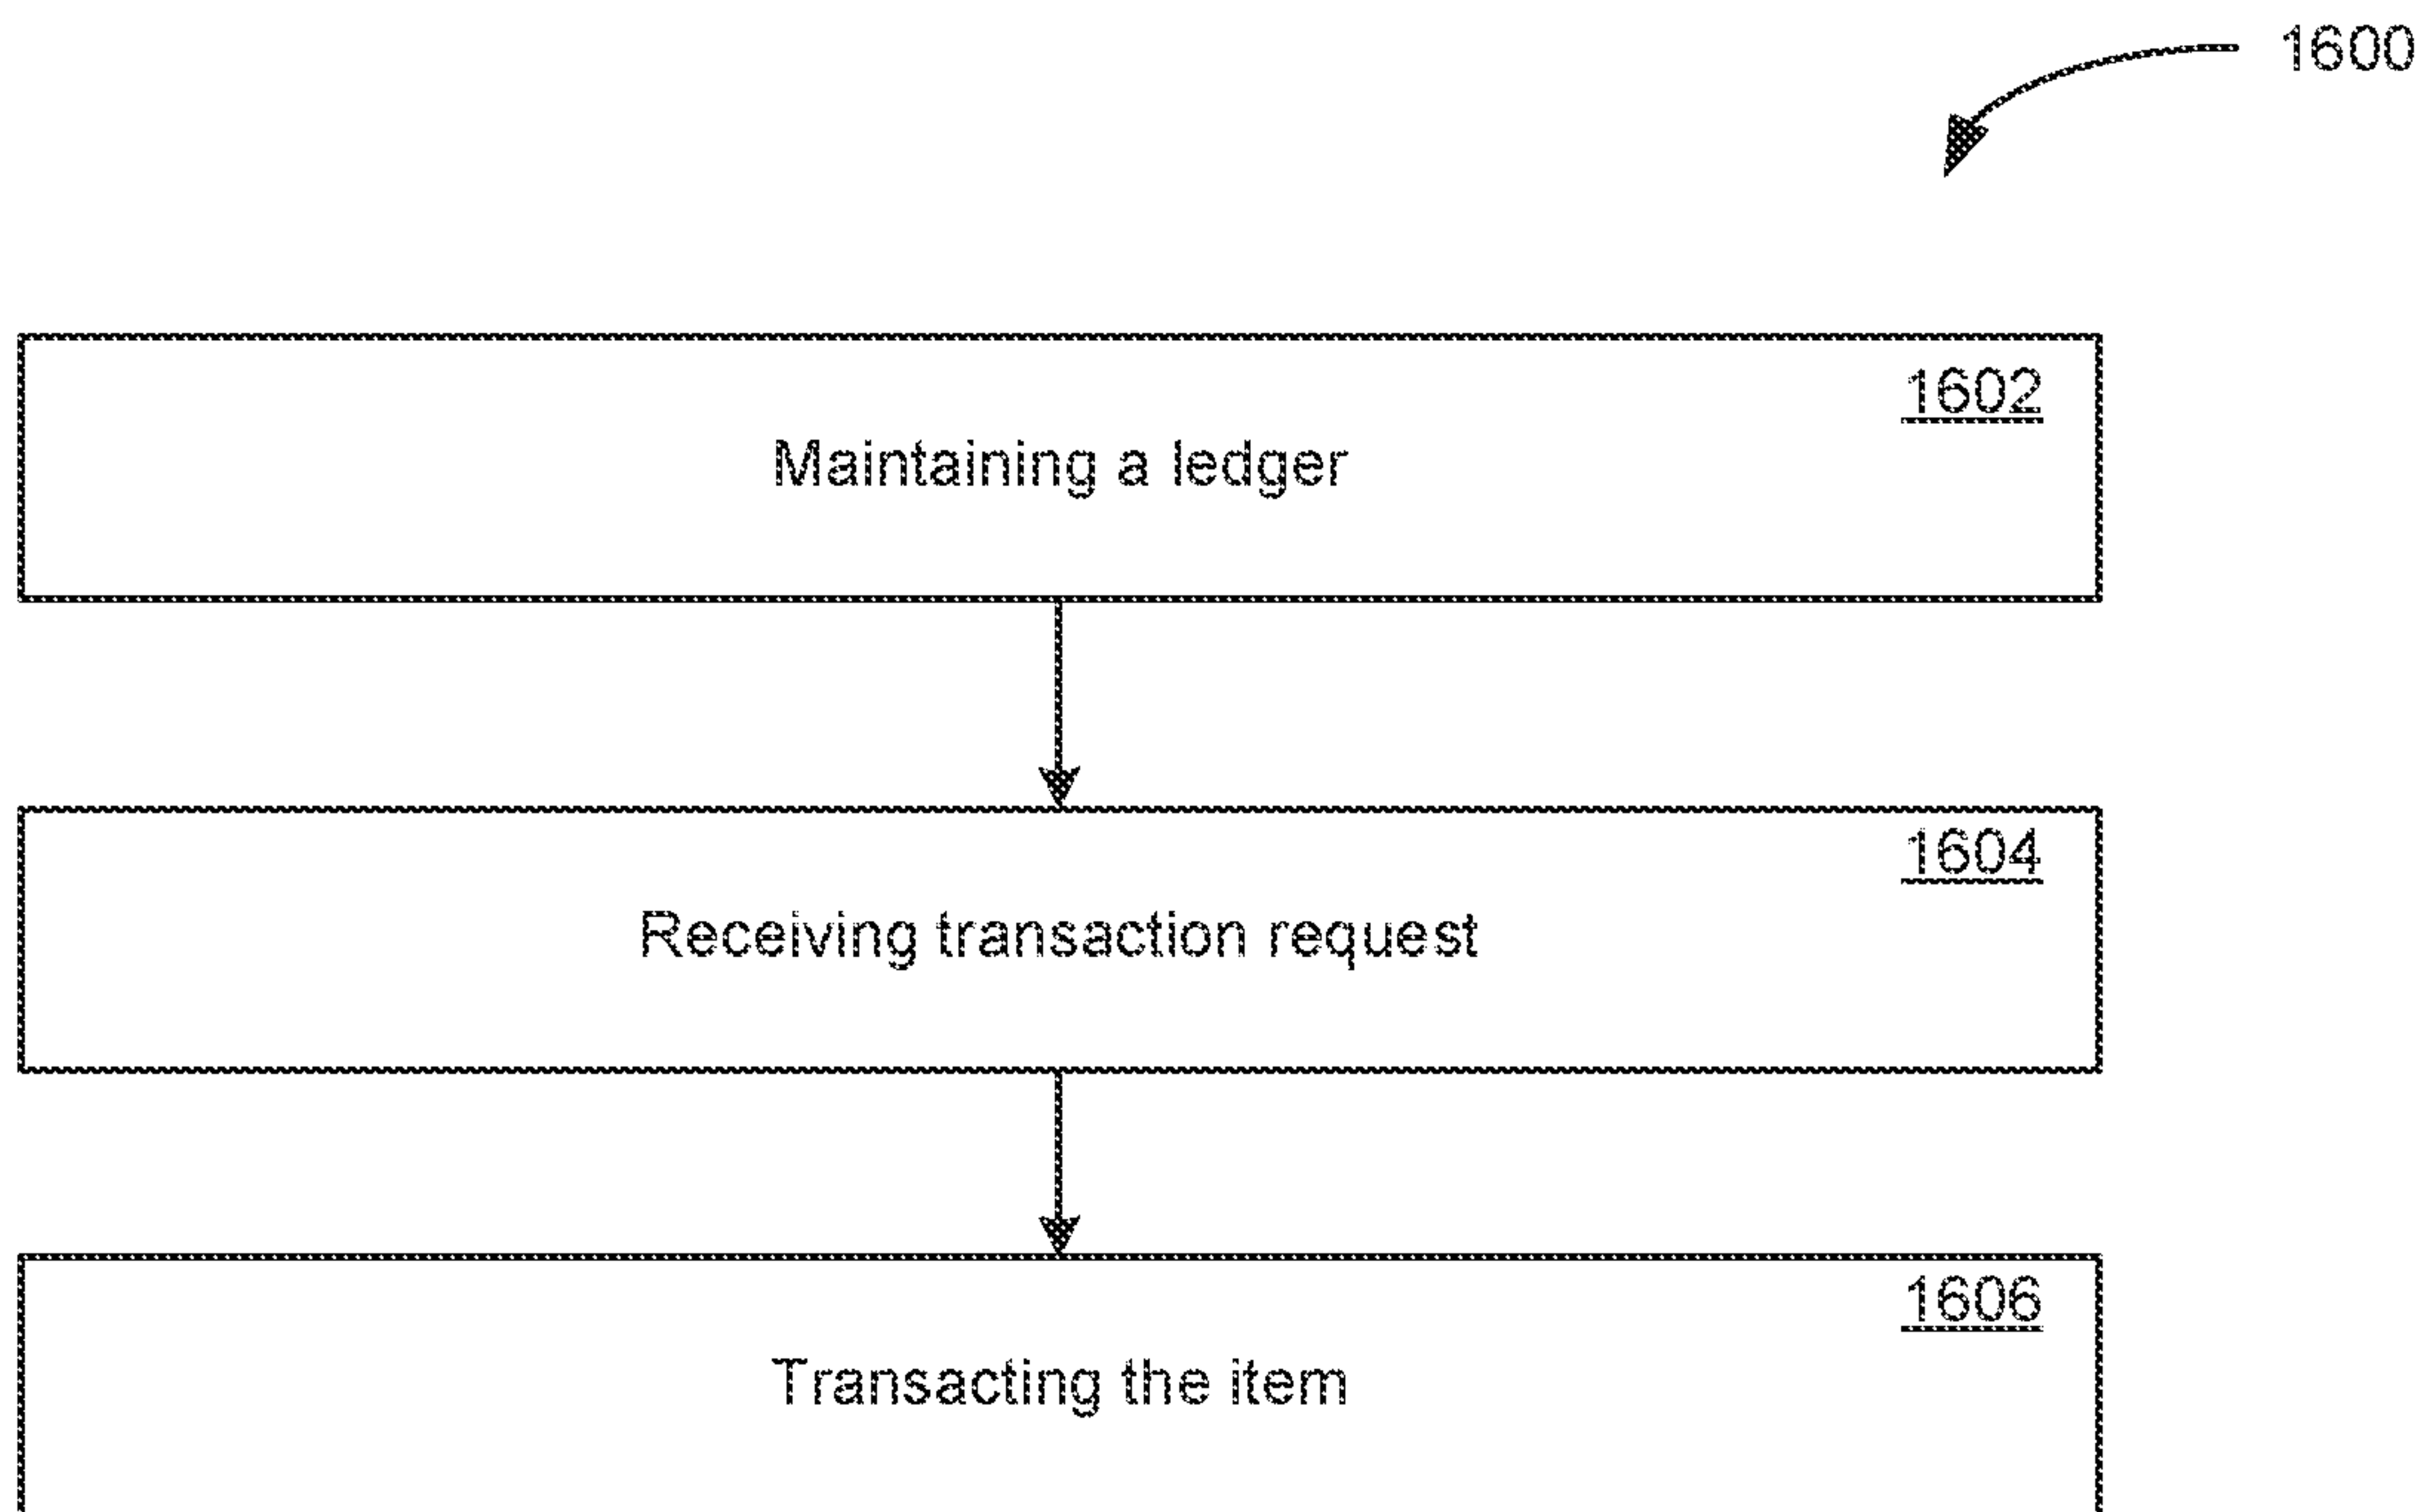 1600
1602
Maintaining a ledger
1604
Receiving transaction request
1606
Transacting the item